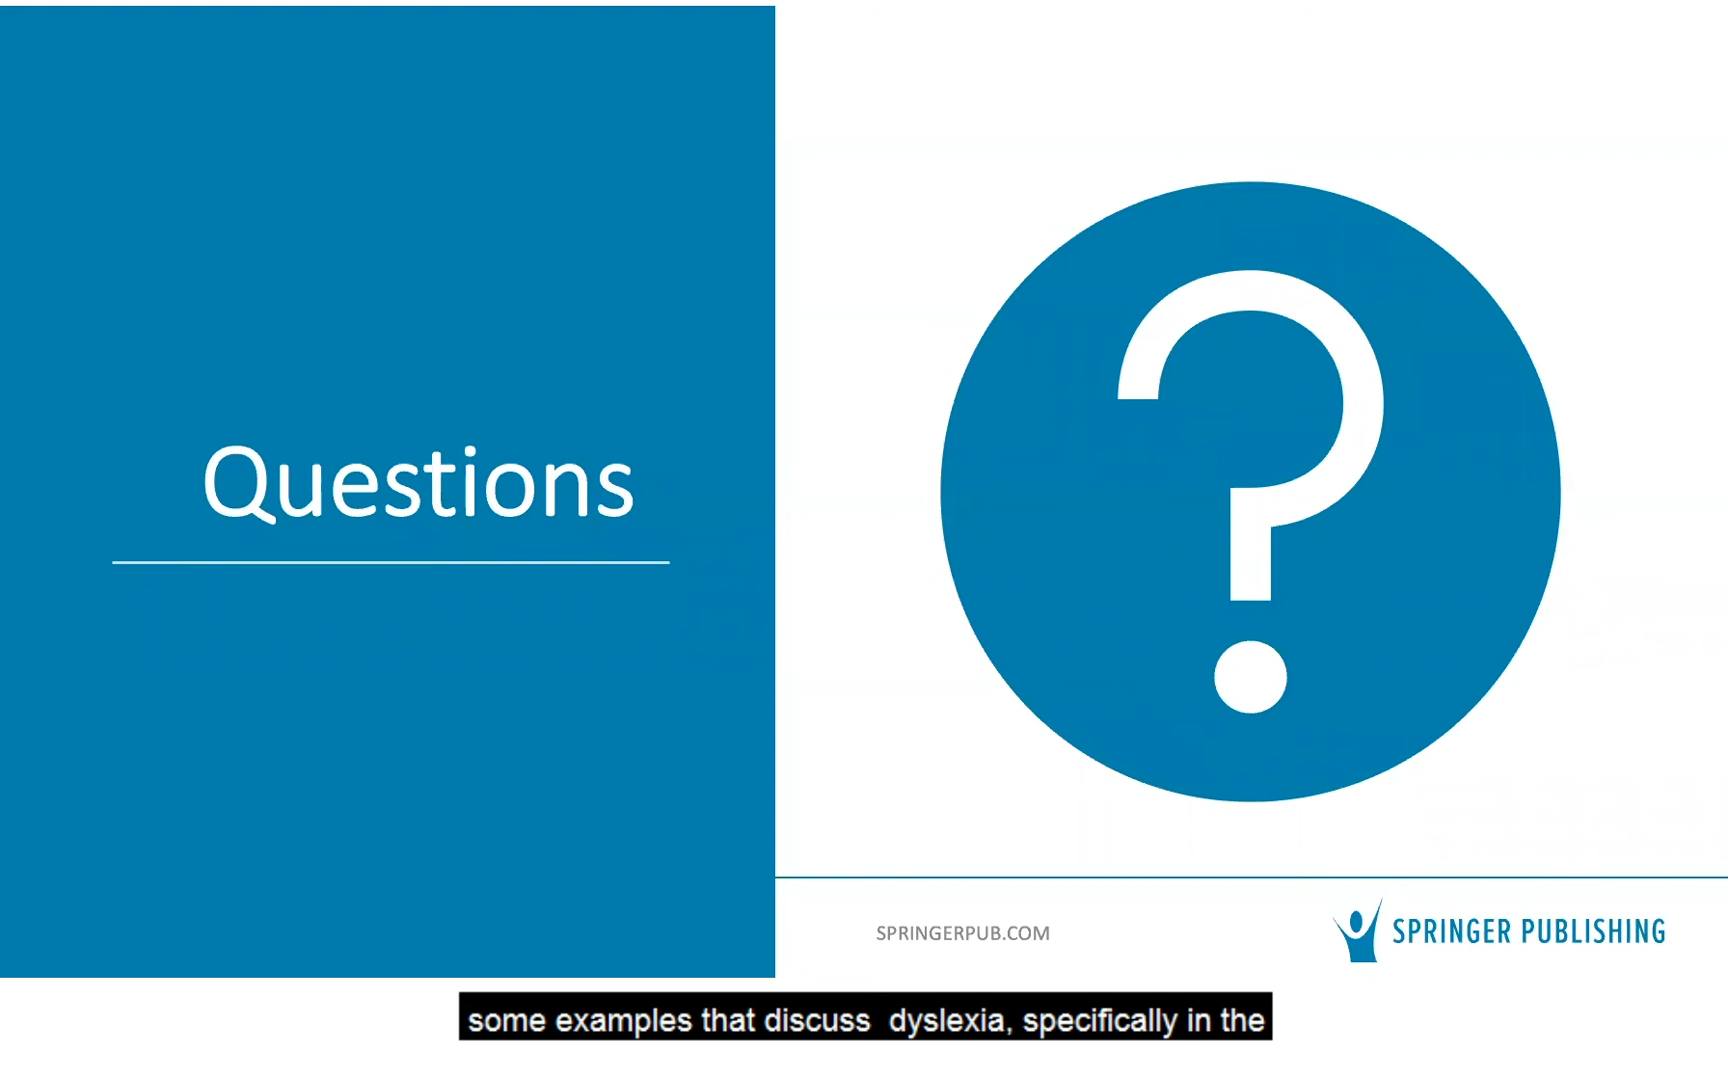 Questions
?
SPRINGERPUB.COM
SPRINGER PUBLISHING
some examples that discuss dyslexia, specifically in the